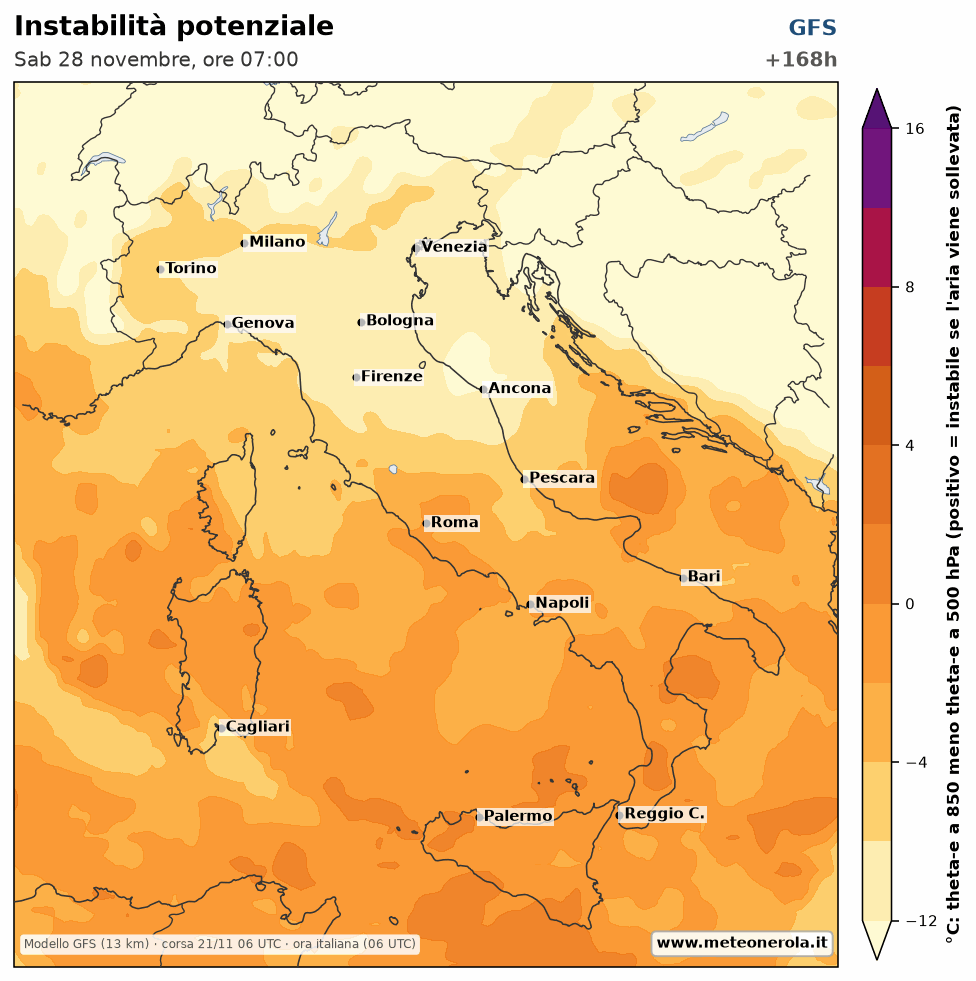 Instabilità potenziale
GFS
Sab 28 novembre, ore 07:00
+168h
Milano
Venezia
Torino
Genova
Bologna
Firenze
Ancona
Pescara
Roma
Bari
Napoli
Cagliari
Palermo
Reggio C.
16
8
4
0
−4
−12
°C: theta-e a 850 meno theta-e a 500 hPa (positivo = instabile se l'aria viene sollevata)
Modello GFS (13 km) · corsa 21/11 06 UTC · ora italiana (06 UTC)
www.meteonerola.it